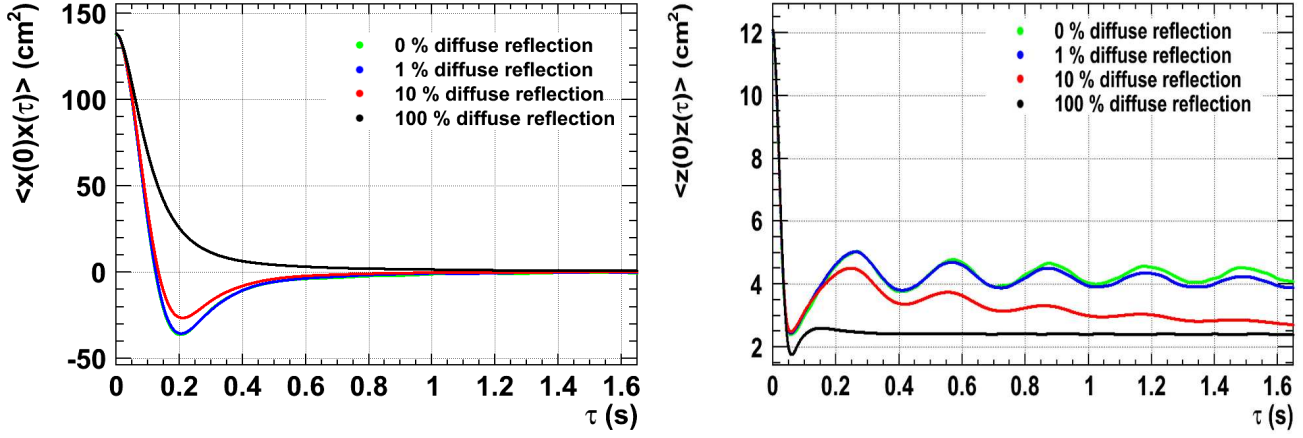 <x(0)x(τ)> (cm²)
150
100
50
0
-50
0 % diffuse reflection
1 % diffuse reflection
10 % diffuse reflection
100 % diffuse reflection
0 0.2 0.4 0.6 0.8 1 1.2 1.4 1.6
τ (s)
<z(0)z(τ)> (cm²)
12
10
8
6
4
2
0 % diffuse reflection
1 % diffuse reflection
10 % diffuse reflection
100 % diffuse reflection
0 0.2 0.4 0.6 0.8 1 1.2 1.4 1.6
τ (s)